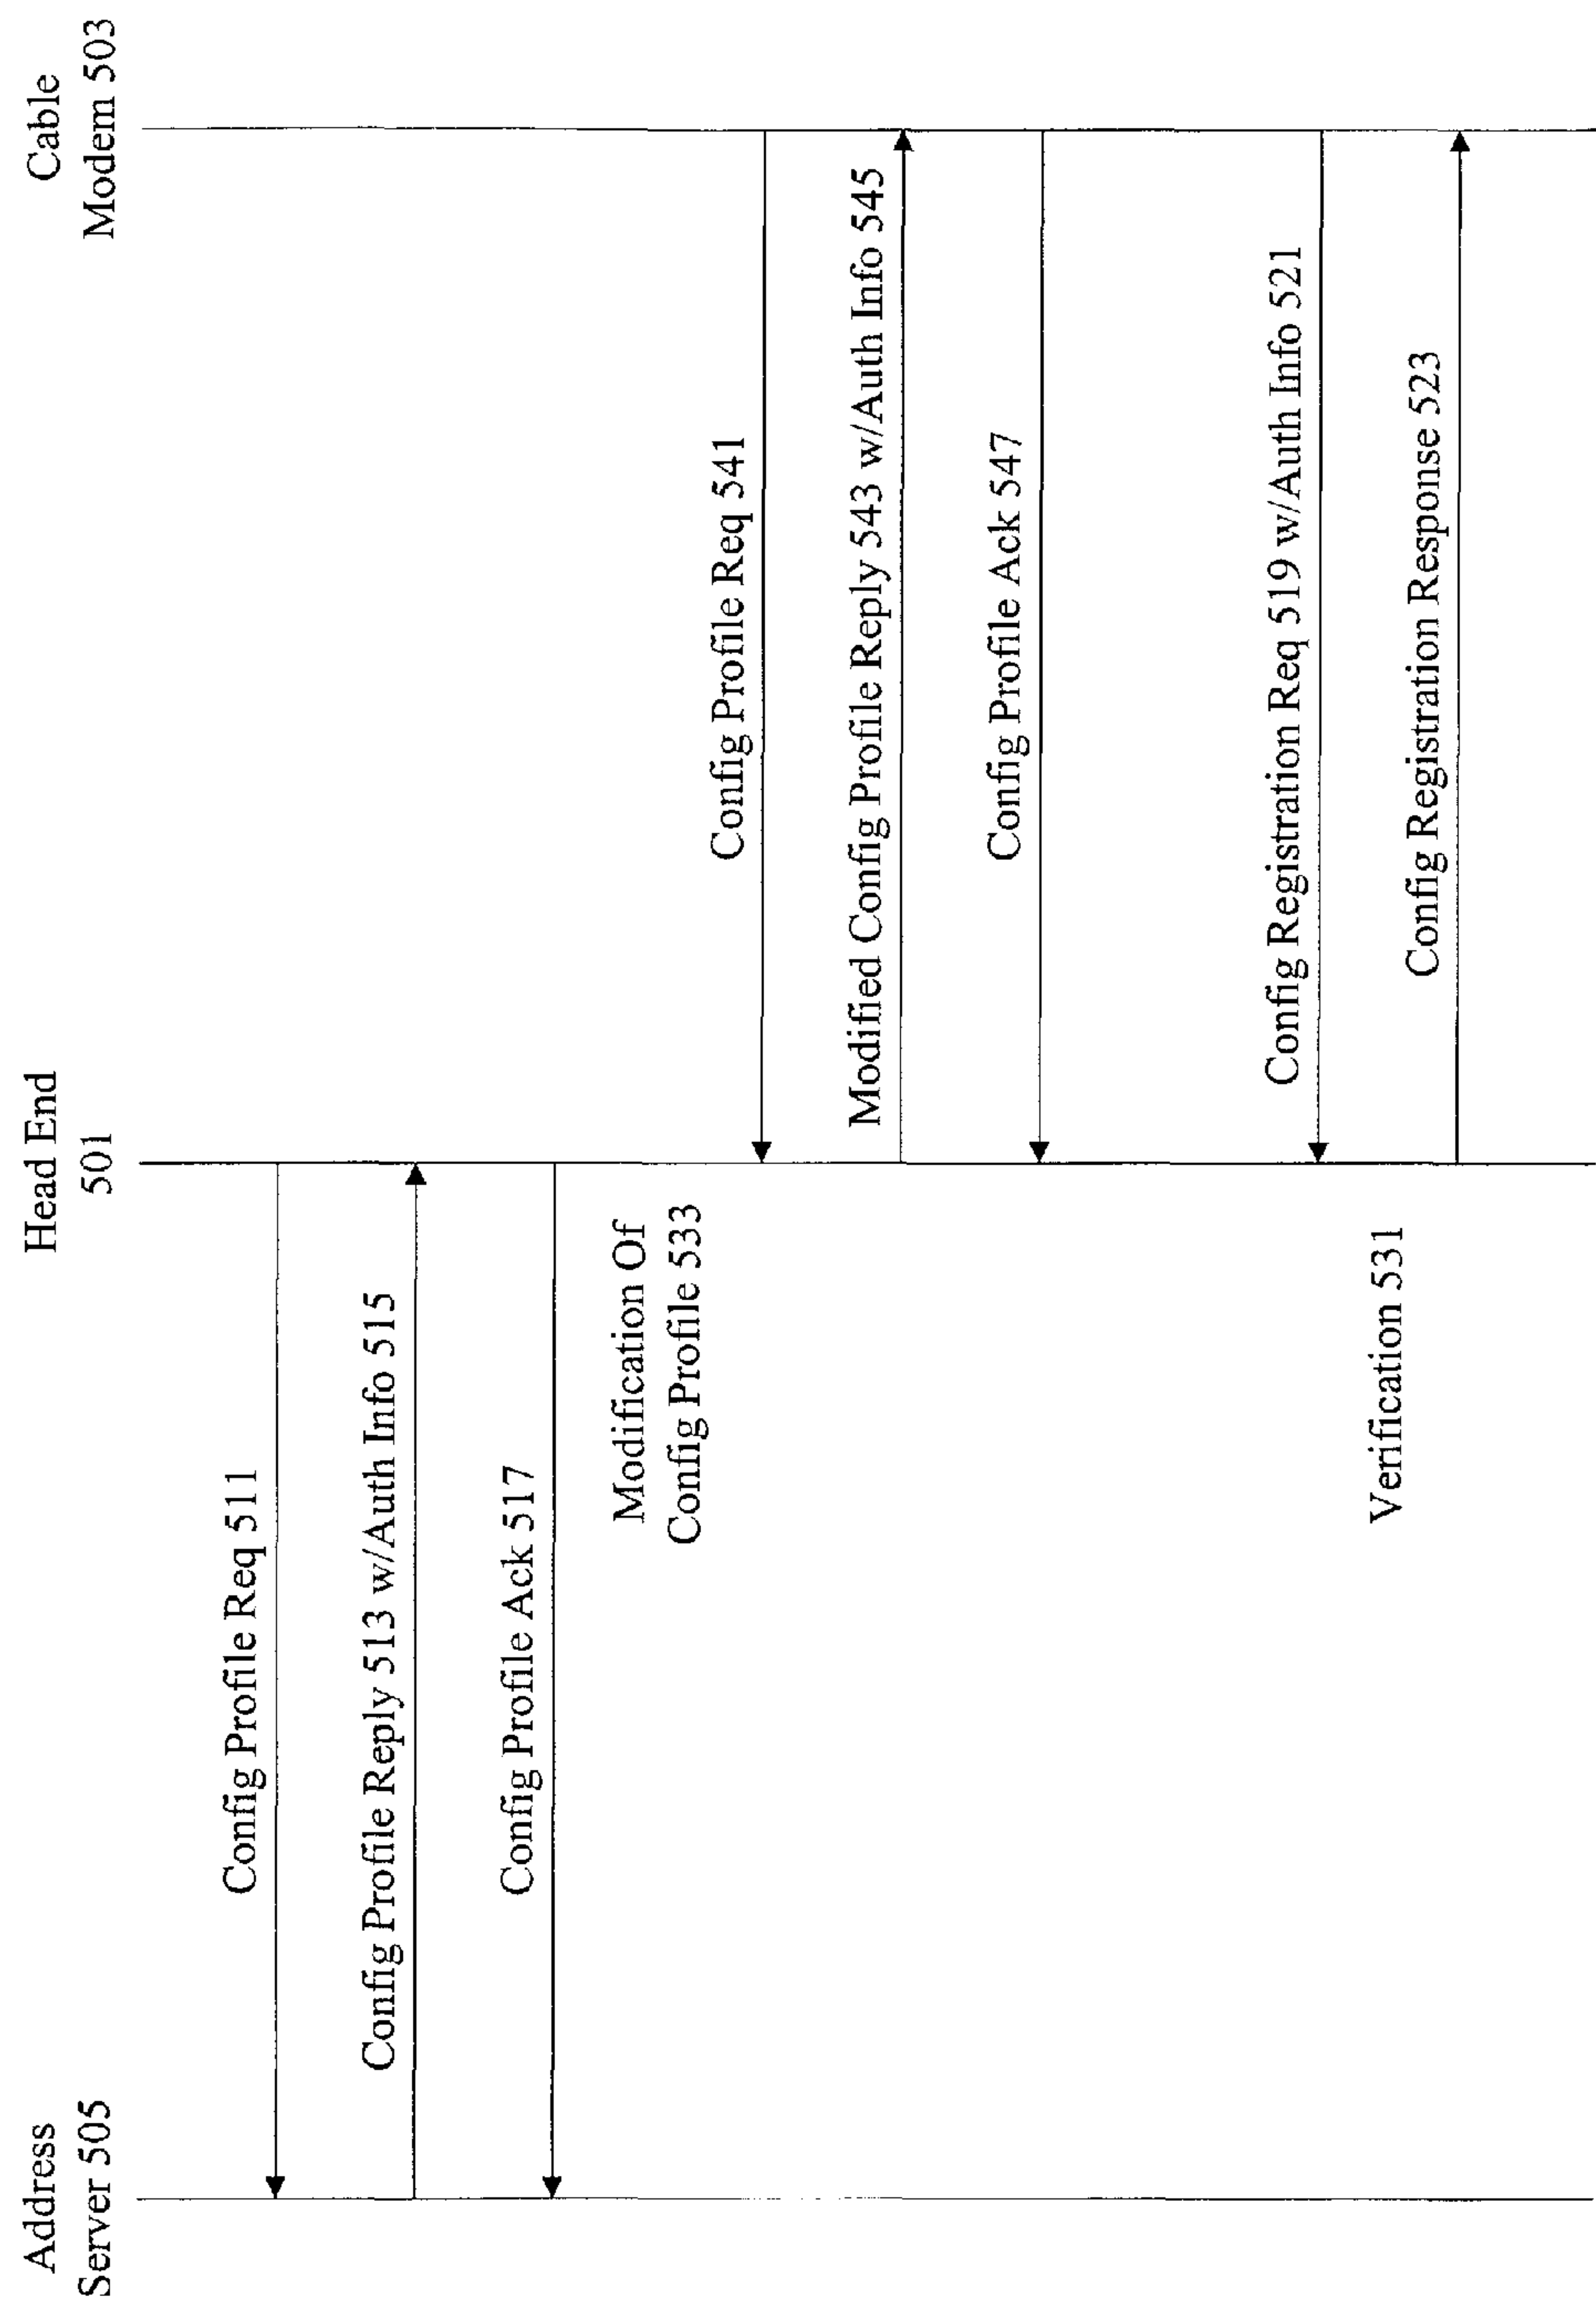 Address
Server 505
Head End
501
Cable
Modem 503
Config Profile Req 511
Config Profile Reply 513 w/Auth Info 515
Config Profile Ack 517
Modification Of
Config Profile 533
Config Profile Req 541
Modified Config Profile Reply 543 w/Auth Info 545
Config Profile Ack 547
Config Registration Req 519 w/Auth Info 521
Verification 531
Config Registration Response 523